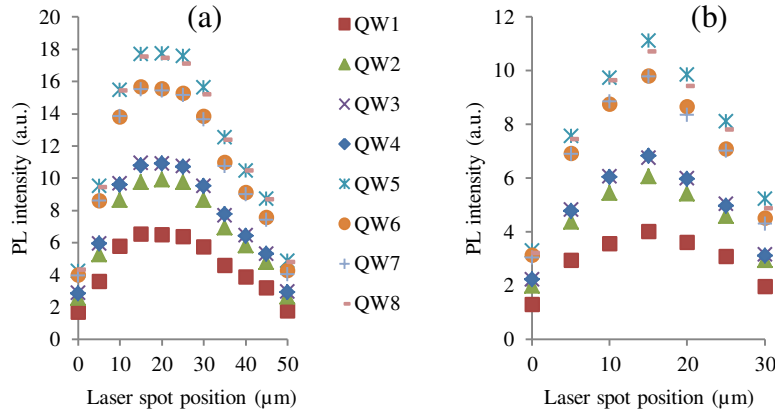 (a)
PL intensity (a.u.)
20
18
16
14
12
10
8
6
4
2
0
0 10 20 30 40 50
Laser spot position (µm)
QW1
QW2
QW3
QW4
QW5
QW6
QW7
QW8
(b)
PL intensity (a.u.)
12
10
8
6
4
2
0
0 10 20 30
Laser spot position (µm)